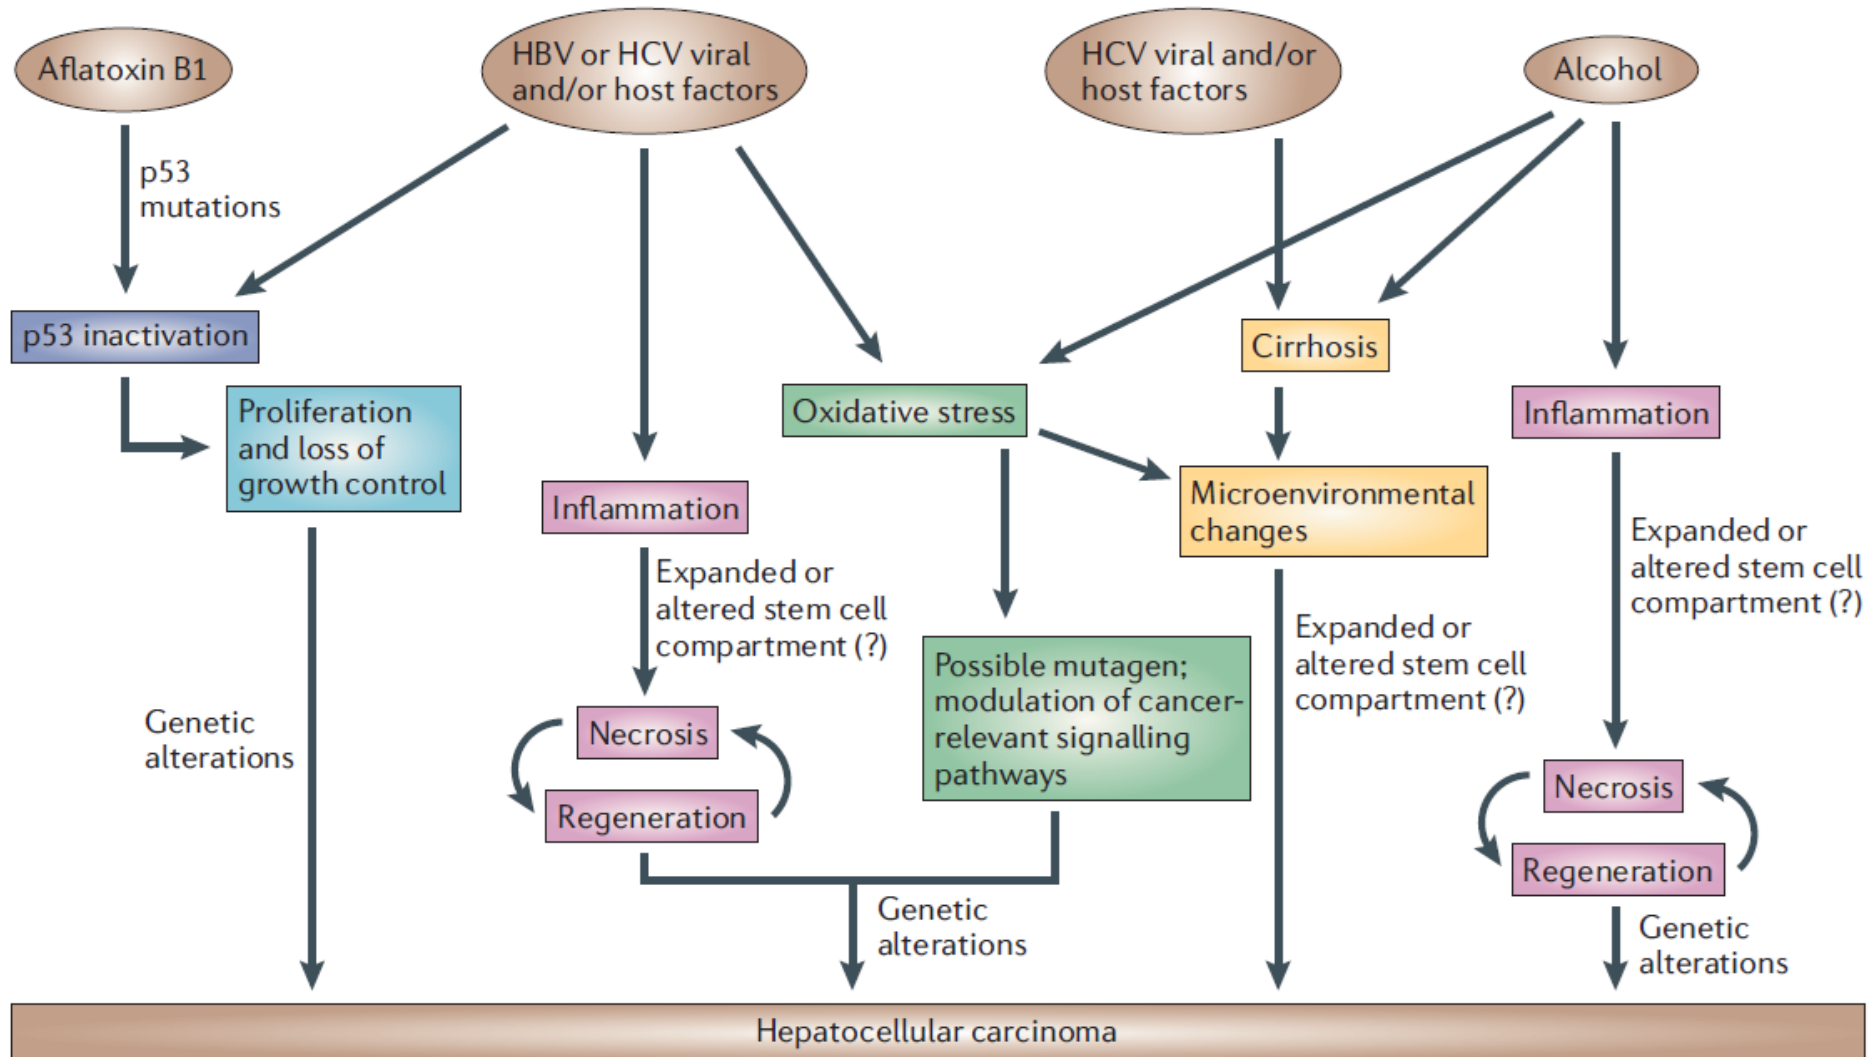 Aflatoxin B1
HBV or HCV viral
and/or host factors
HCV viral and/or
host factors
Alcohol
p53
mutations
p53 inactivation
Cirrhosis
Proliferation
and loss of
growth control
Oxidative stress
Inflammation
Inflammation
Microenvironmental
changes
Expanded or
altered stem cell
compartment (?)
Expanded or
altered stem cell
compartment (?)
Expanded or
altered stem cell
compartment (?)
Possible mutagen;
modulation of cancer-
relevant signalling
pathways
Genetic
alterations
Necrosis
Regeneration
Necrosis
Regeneration
Genetic
alterations
Genetic
alterations
Hepatocellular carcinoma